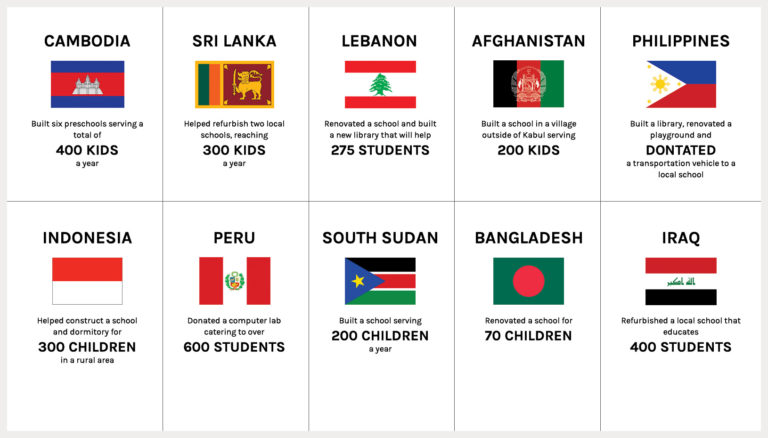 CAMBODIA
Built six preschools serving a
total of
400 KIDS
a year
SRI LANKA
Helped refurbish two local
schools, reaching
300 KIDS
a year
LEBANON
Renovated a school and built
a new library that will help
275 STUDENTS
AFGHANISTAN
Built a school in a village
outside of Kabul serving
200 KIDS
PHILIPPINES
Built a library, renovated a
playground and
DONTATED
a transportation vehicle to a
local school
INDONESIA
Helped construct a school
and dormitory for
300 CHILDREN
in a rural area
PERU
Donated a computer lab
catering to over
600 STUDENTS
SOUTH SUDAN
Built a school serving
200 CHILDREN
a year
BANGLADESH
Renovated a school for
70 CHILDREN
IRAQ
الله اكبر
Refurbished a local school that
educates
400 STUDENTS